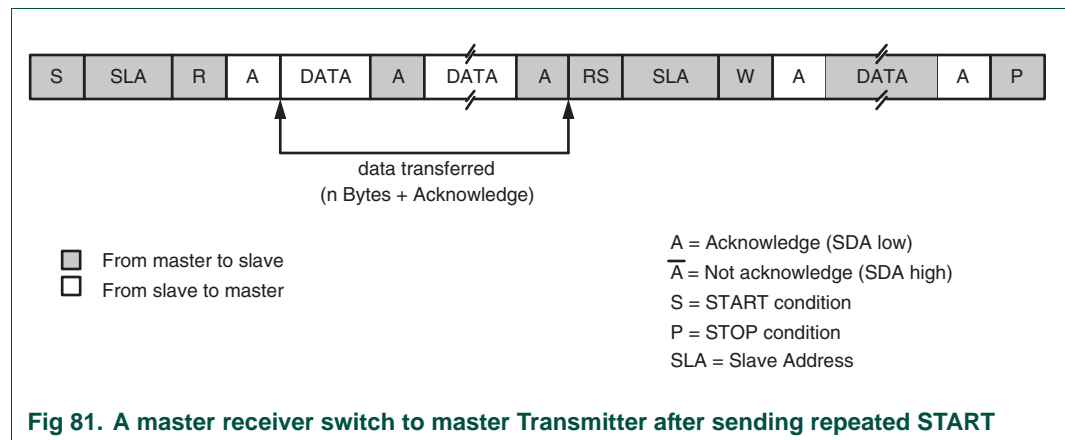 S SLA R A DATA A DATA A RS SLA W A DATA A P
data transferred
(n Bytes + Acknowledge)
From master to slave
From slave to master
A = Acknowledge (SDA low)
A̅ = Not acknowledge (SDA high)
S = START condition
P = STOP condition
SLA = Slave Address
Fig 81. A master receiver switch to master Transmitter after sending repeated START